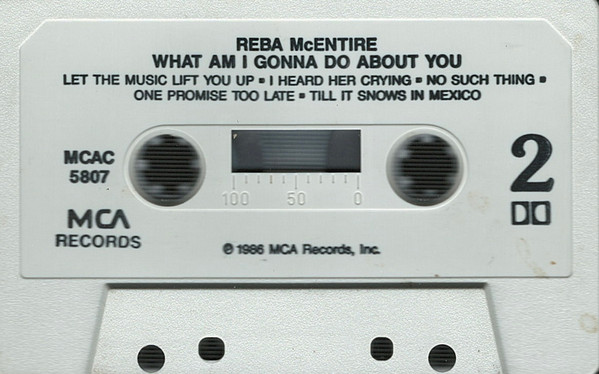 REBA McENTIRE
WHAT AM I GONNA DO ABOUT YOU
LET THE MUSIC LIFT YOU UP ▪ I HEARD HER CRYING ▪ NO SUCH THING ▪
ONE PROMISE TOO LATE ▪ TILL IT SNOWS IN MEXICO
MCAC
5807
2
100 50 0
MCA
RECORDS
℗ 1986 MCA Records, Inc.